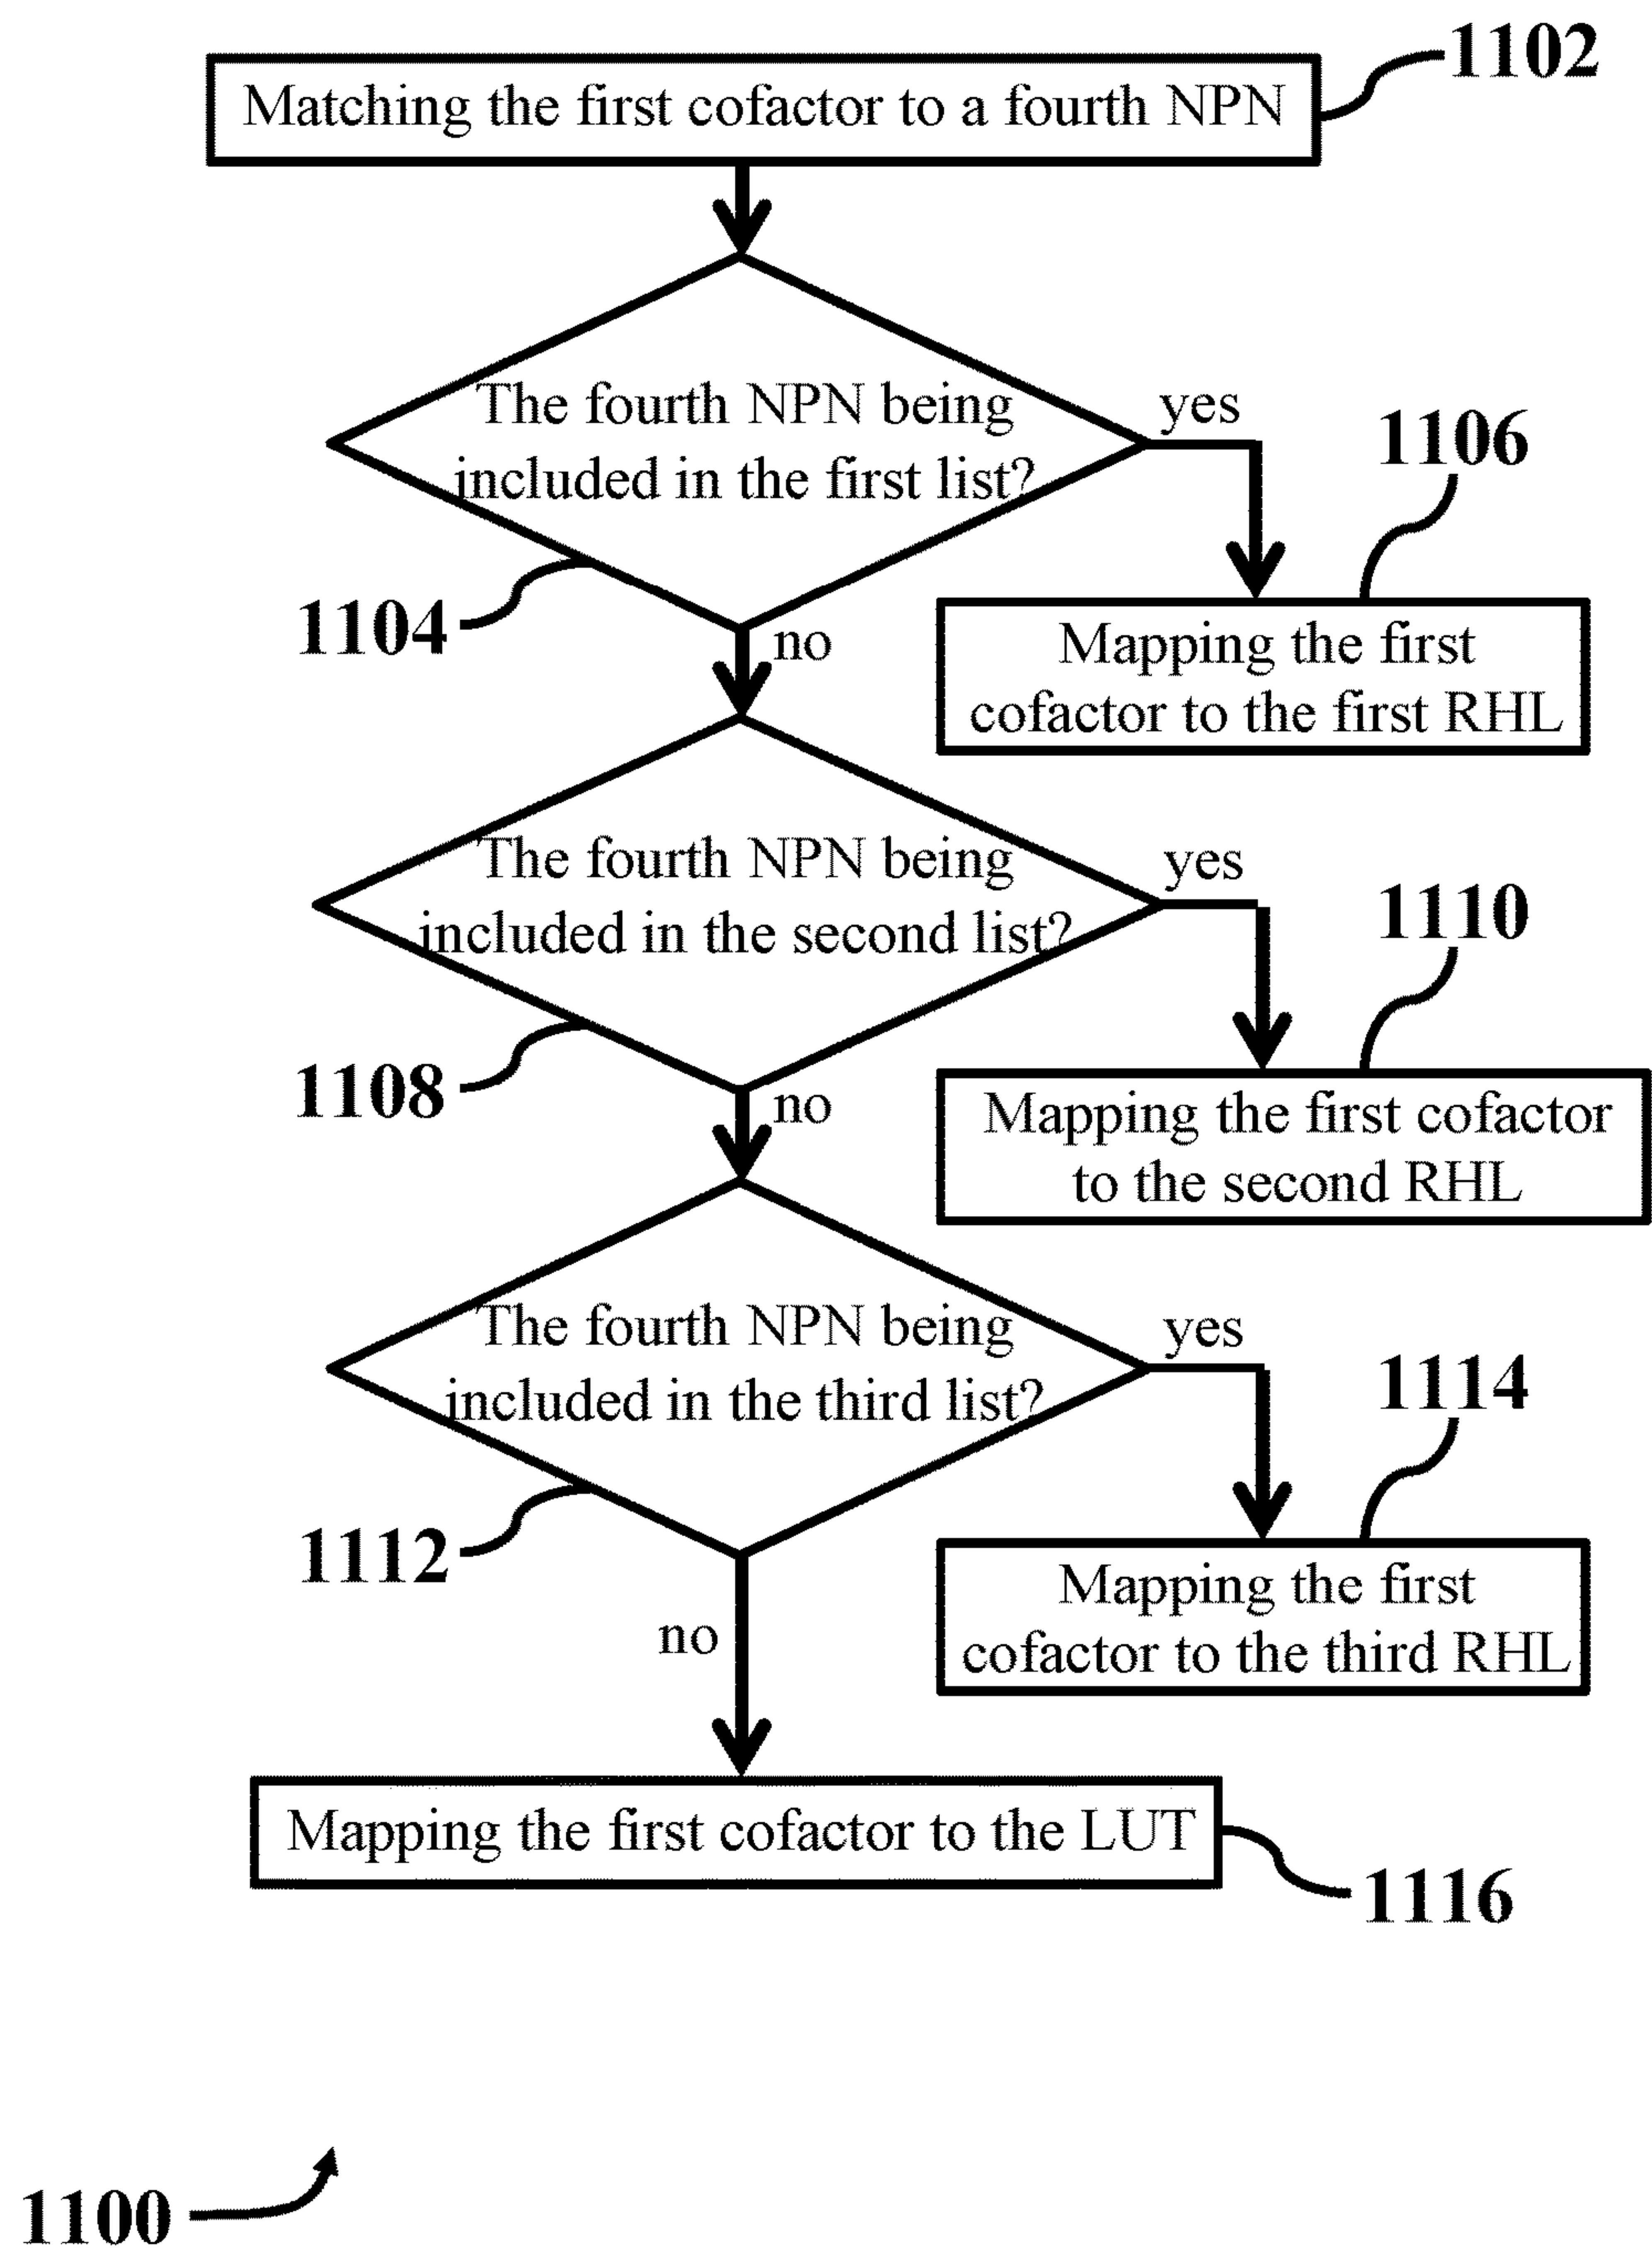 1102
Matching the first cofactor to a fourth NPN
The fourth NPN being
included in the first list?
yes
1106
1104
no
Mapping the first
cofactor to the first RHL
The fourth NPN being
included in the second list?
yes
1110
1108
no
Mapping the first cofactor
to the second RHL
The fourth NPN being
included in the third list?
yes
1114
1112
no
Mapping the first
cofactor to the third RHL
Mapping the first cofactor to the LUT
1116
1100